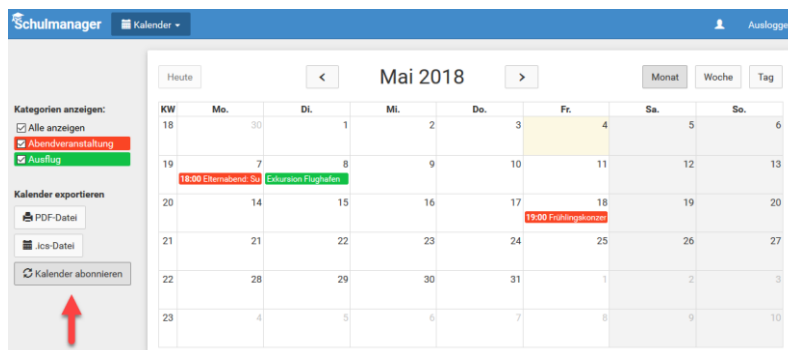 Schulmanager Kalender Auslogge
Heute < Mai 2018 > Monat Woche Tag
Kategorien anzeigen:
Alle anzeigen
Abendveranstaltung
Ausflug
Kalender exportieren
PDF-Datei
.ics-Datei
Kalender abonnieren
KW Mo. Di. Mi. Do. Fr. Sa. So.
18 30 1 2 3 4 5 6
19 7 8 9 10 11 12 13
18:00 Elternabend: Su Exkursion Flughafen
20 14 15 16 17 18 19 20
19:00 Frühlingskonzer
21 21 22 23 24 25 26 27
22 28 29 30 31 1 2 3
23 4 5 6 7 8 9 10